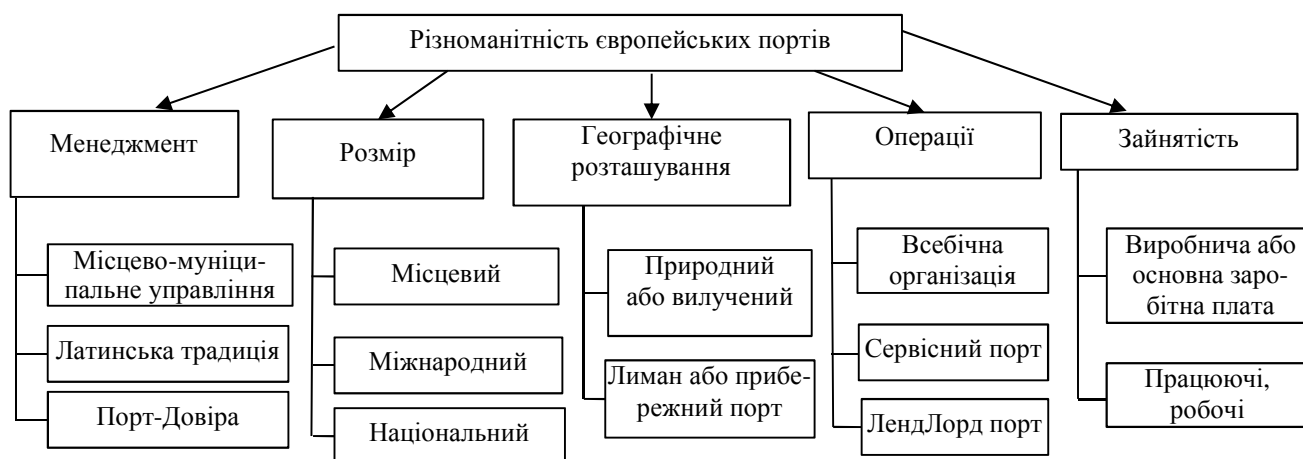 Різноманітність європейських портів
Менеджмент
Розмір
Географічне
розташування
Операції
Зайнятість
Місцево-муніци-
пальне управління
Латинська традиція
Порт-Довіра
Місцевий
Міжнародний
Національний
Природний
або вилучений
Лиман або прибе-
режний порт
Всебічна
організація
Сервісний порт
ЛендЛорд порт
Виробнича або
основна заро-
бітна плата
Працюючі,
робочі